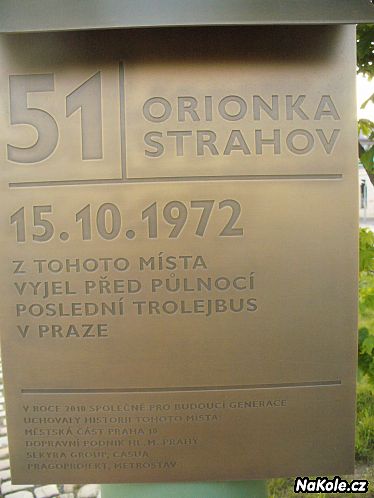 51 ORIONKA
STRAHOV
15.10.1972
Z TOHOTO MÍSTA
VYJEL PŘED PŮLNOCÍ
POSLEDNÍ TROLEJBUS
V PRAZE
V ROCE 2010 SPOLEČNĚ PRO BUDOUCÍ GENERACE
UCHOVALY HISTORII TOHOTO MÍSTA:
MĚSTSKÁ ČÁST PRAHA 10
DOPRAVNÍ PODNIK HL. M. PRAHY
SEKYRA GROUP, CASUA
PRAGOPROJEKT, METROSTAV
NaKole.cz